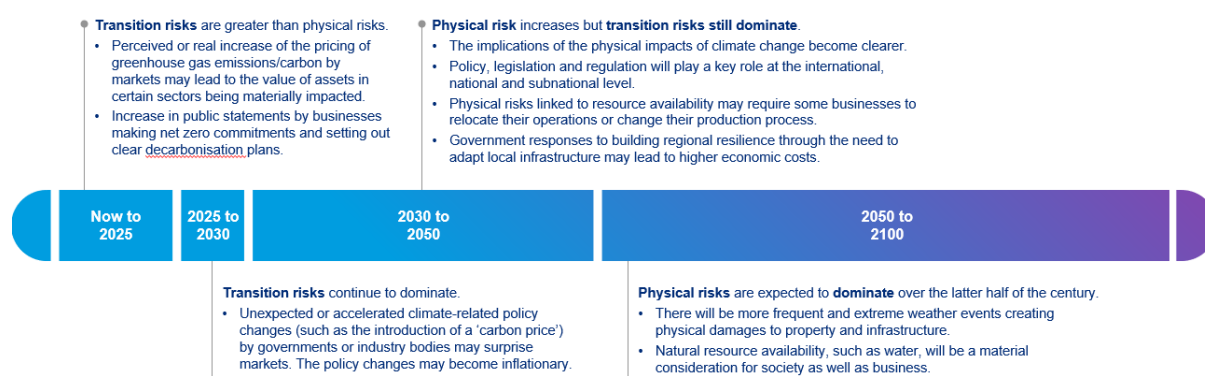 Transition risks are greater than physical risks.
• Perceived or real increase of the pricing of
greenhouse gas emissions/carbon by
markets may lead to the value of assets in
certain sectors being materially impacted.
• Increase in public statements by businesses
making net zero commitments and setting out
clear decarbonisation plans.
Physical risk increases but transition risks still dominate.
• The implications of the physical impacts of climate change become clearer.
• Policy, legislation and regulation will play a key role at the international,
national and subnational level.
• Physical risks linked to resource availability may require some businesses to
relocate their operations or change their production process.
• Government responses to building regional resilience through the need to
adapt local infrastructure may lead to higher economic costs.
Now to
2025
2025 to
2030
2030 to
2050
2050 to
2100
Transition risks continue to dominate.
• Unexpected or accelerated climate-related policy
changes (such as the introduction of a ‘carbon price’)
by governments or industry bodies may surprise
markets. The policy changes may become inflationary.
Physical risks are expected to dominate over the latter half of the century.
• There will be more frequent and extreme weather events creating
physical damages to property and infrastructure.
• Natural resource availability, such as water, will be a material
consideration for society as well as business.